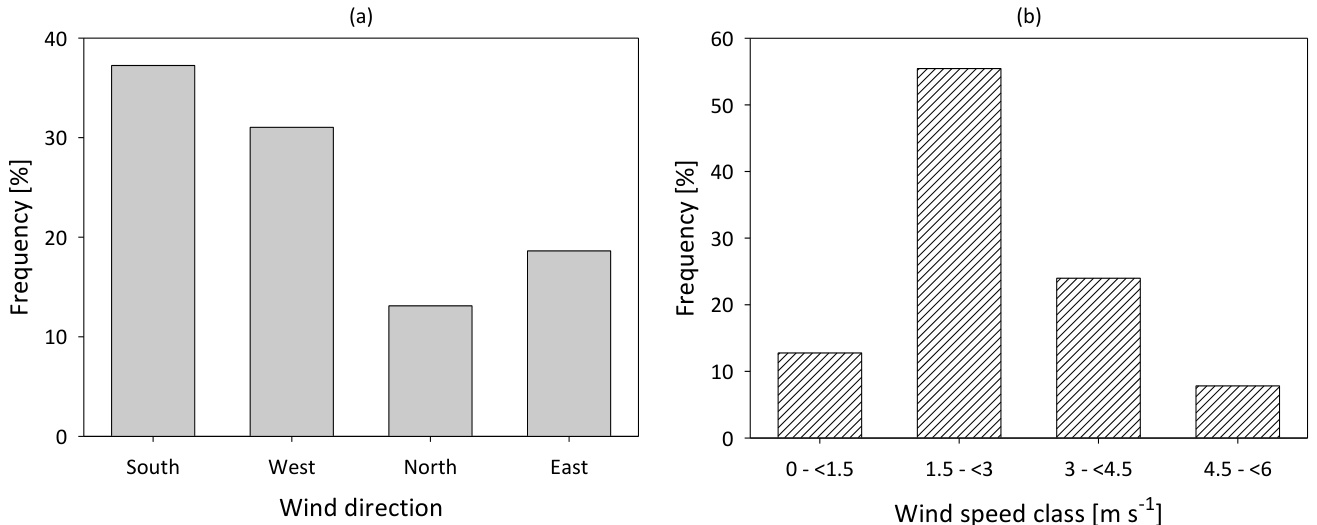 (a)
40
30
20
10
0
Frequency [%]
South West North East
Wind direction
(b)
60
50
40
30
20
10
0
Frequency [%]
0 - <1.5 1.5 - <3 3 - <4.5 4.5 - <6
Wind speed class [m s⁻¹]